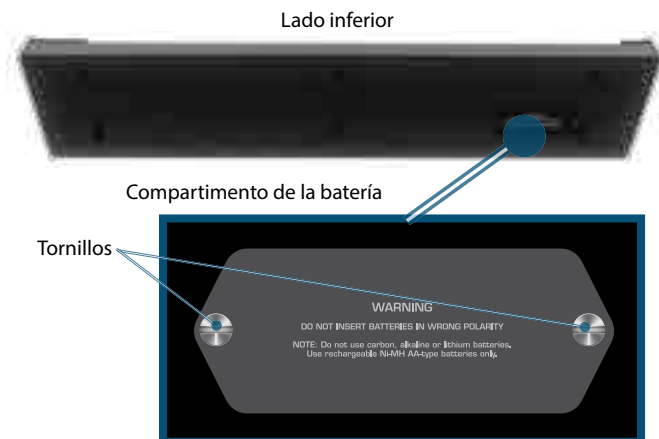 Lado inferior
Compartimento de la batería
Tornillos
WARNING
DO NOT INSERT BATTERIES IN WRONG POLARITY
NOTE: Do not use carbon, alkaline or lithium batteries.
Use rechargeable Ni-MH AA-type batteries only.